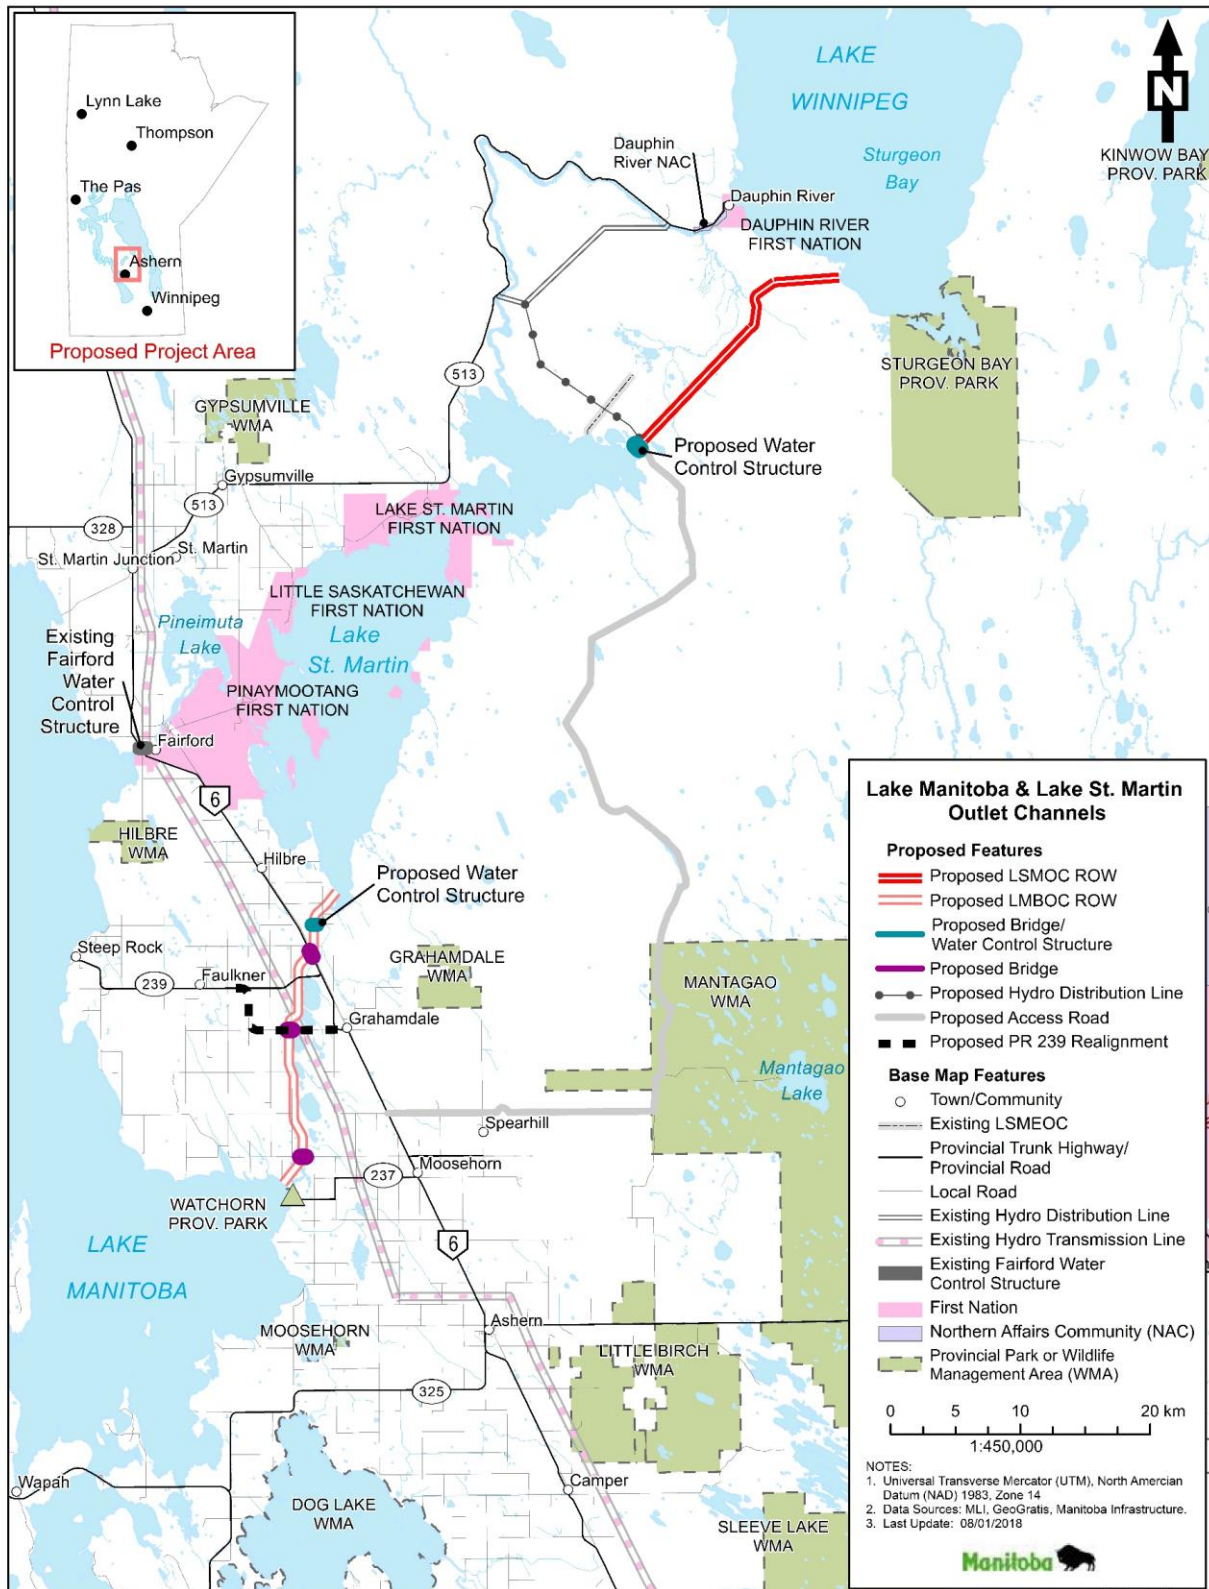 Lynn Lake
Thompson
The Pas
Ashern
Winnipeg
Proposed Project Area
LAKE
WINNIPEG
Sturgeon
Bay
N
KINWOW BAY
PROV. PARK
Dauphin
River NAC
Dauphin River
DAUPHIN RIVER
FIRST NATION
STURGEON BAY
PROV. PARK
513
GYPSUMVILLE
WMA
Proposed Water
Control Structure
Gypsumville
513
LAKE ST. MARTIN
FIRST NATION
328
St. Martin
St. Martin Junction
LITTLE SASKATCHEWAN
FIRST NATION
Pineimuta
Lake
Lake
St. Martin
Existing
Fairford
Water
Control
Structure
PINAYMOOTANG
FIRST NATION
Fairford
6
HILBRE
WMA
Hilbre
Proposed Water
Control Structure
Steep Rock
Faulkner
239
GRAHAMDALE
WMA
MANTAGAO
WMA
Grahamdale
Mantagao
Lake
Spearhill
Moosehorn
237
WATCHORN
PROV. PARK
6
LAKE
MANITOBA
Ashern
MOOSEHORN
WMA
LITTLE BIRCH
WMA
325
Wapah
Camper
DOG LAKE
WMA
SLEEVE LAKE
WMA
Lake Manitoba & Lake St. Martin
Outlet Channels
Proposed Features
Proposed LSMOC ROW
Proposed LMBOC ROW
Proposed Bridge/
Water Control Structure
Proposed Bridge
Proposed Hydro Distribution Line
Proposed Access Road
Proposed PR 239 Realignment
Base Map Features
Town/Community
Existing LSMEOC
Provincial Trunk Highway/
Provincial Road
Local Road
Existing Hydro Distribution Line
Existing Hydro Transmission Line
Existing Fairford Water
Control Structure
First Nation
Northern Affairs Community (NAC)
Provincial Park or Wildlife
Management Area (WMA)
0 5 10 20 km
1:450,000
NOTES:
1. Universal Transverse Mercator (UTM), North Amercian
Datum (NAD) 1983, Zone 14
2. Data Sources: MLI, GeoGratis, Manitoba Infrastructure.
3. Last Update: 08/01/2018
Manitoba